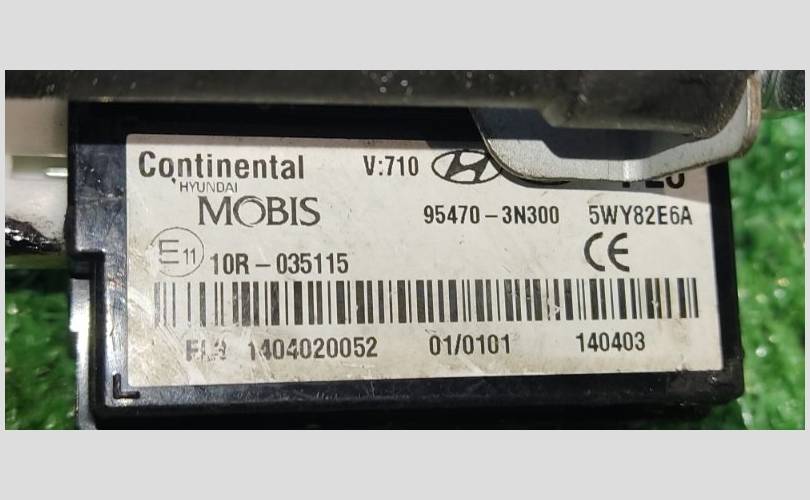 Continental V:710
HYUNDAI
MOBIS 95470-3N300 5WY82E6A
E11 10R-035115 CE
1404020052 01/0101 140403